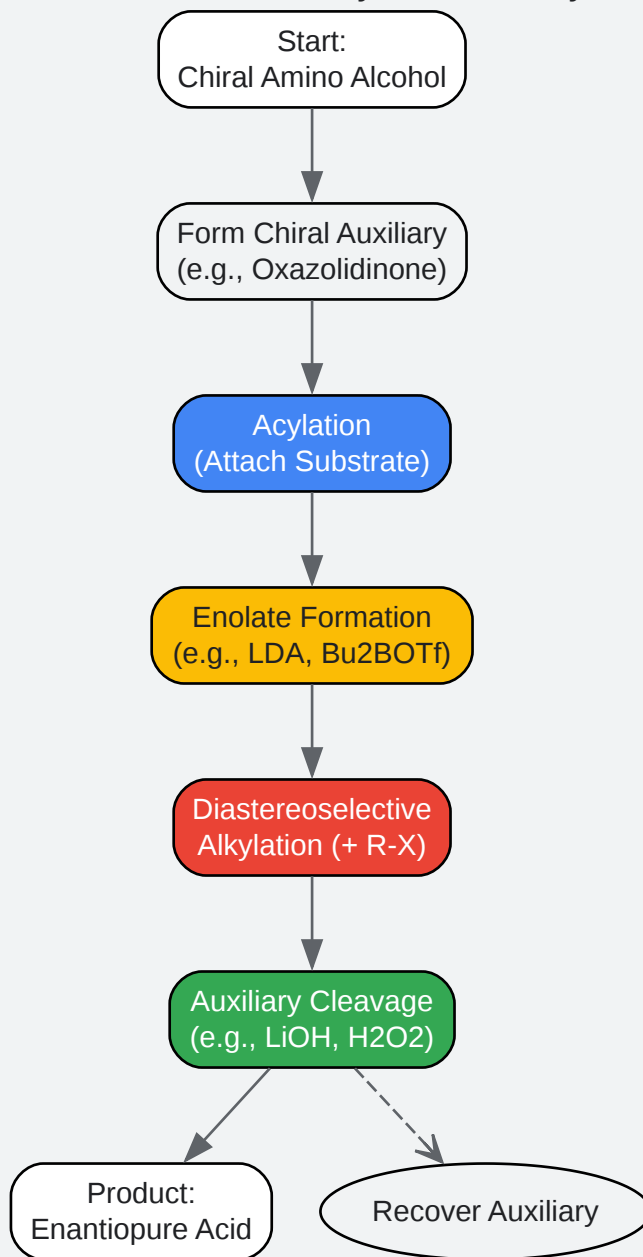 Start:
Chiral Amino Alcohol
Form Chiral Auxiliary
(e.g., Oxazolidinone)
Acylation
(Attach Substrate)
Enolate Formation
(e.g., LDA, Bu2BOTf)
Diastereoselective
Alkylation (+ R-X)
Auxiliary Cleavage
(e.g., LiOH, H2O2)
Product:
Enantiopure Acid
Recover Auxiliary